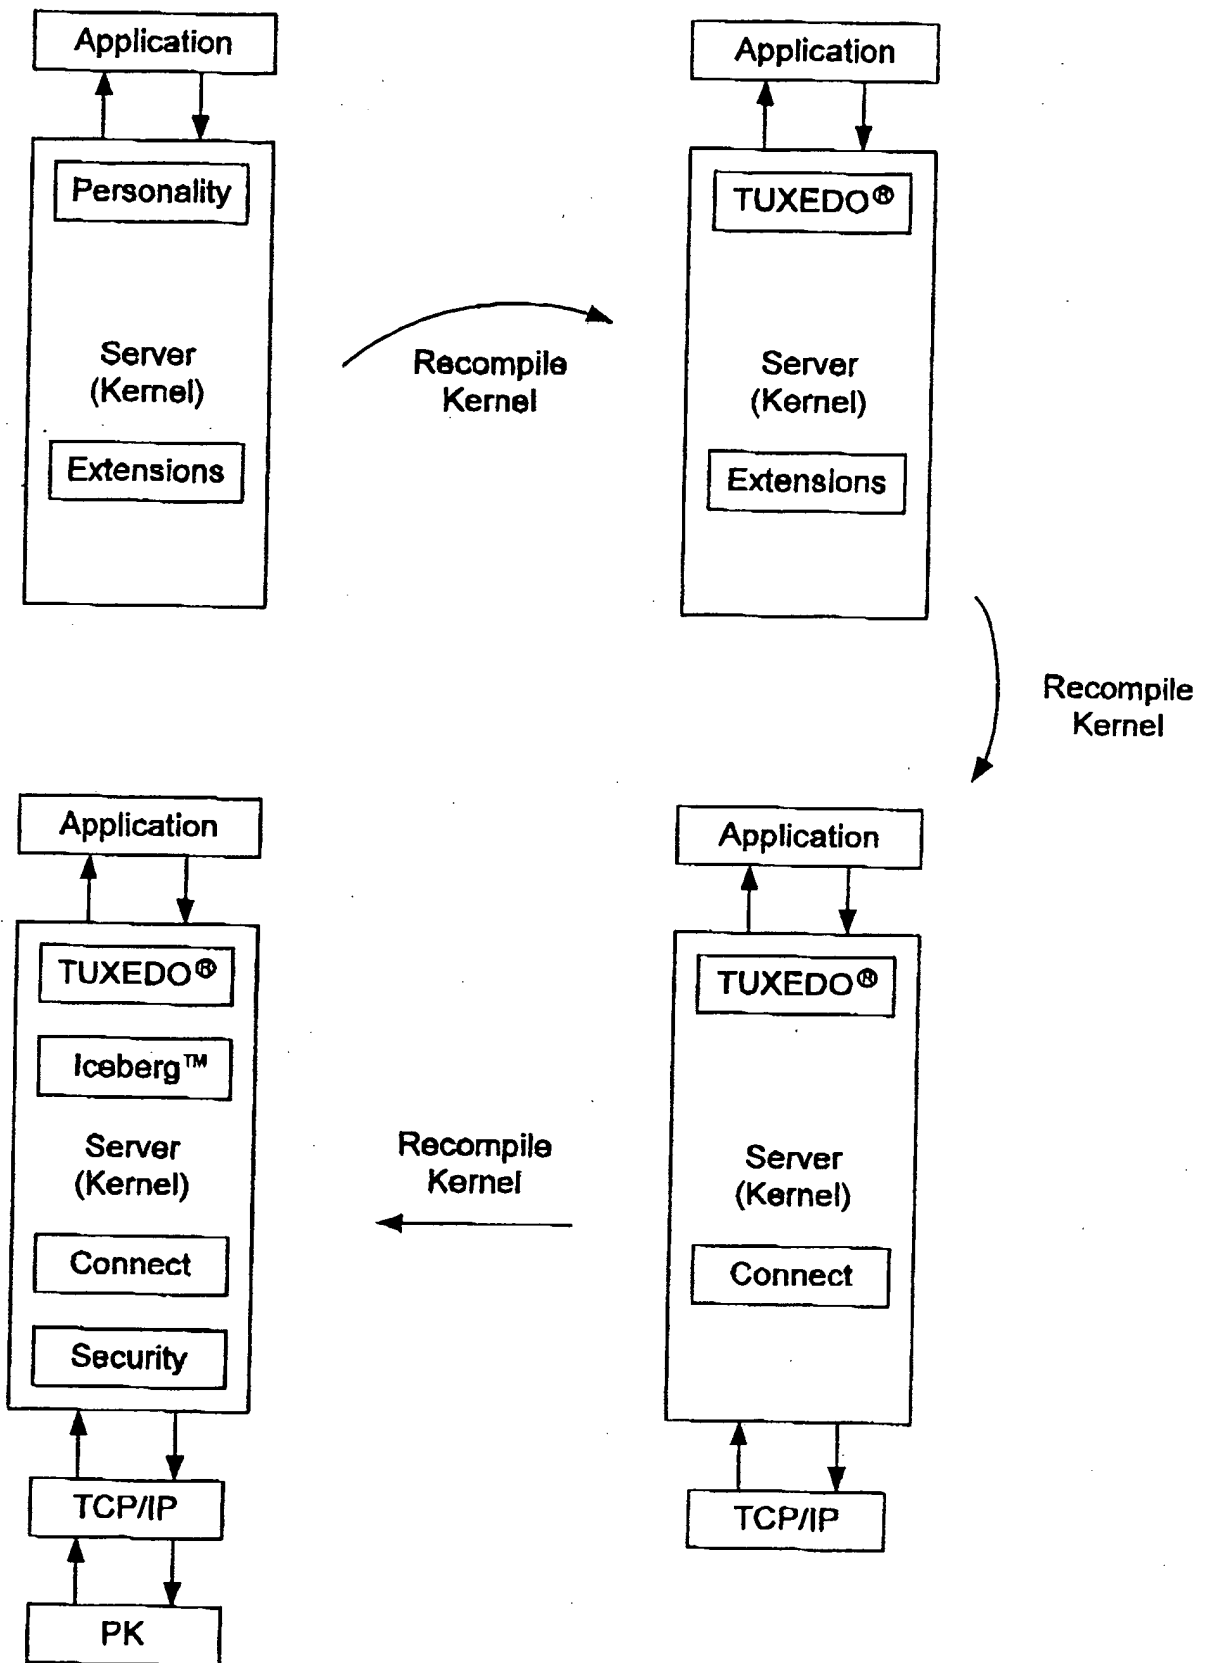 Application
Personality
Server
(Kernel)
Extensions
Recompile
Kernel
Application
TUXEDO®
Server
(Kernel)
Extensions
Recompile
Kernel
Application
TUXEDO®
Server
(Kernel)
Connect
TCP/IP
Recompile
Kernel
Application
TUXEDO®
Iceberg™
Server
(Kernel)
Connect
Security
TCP/IP
PK